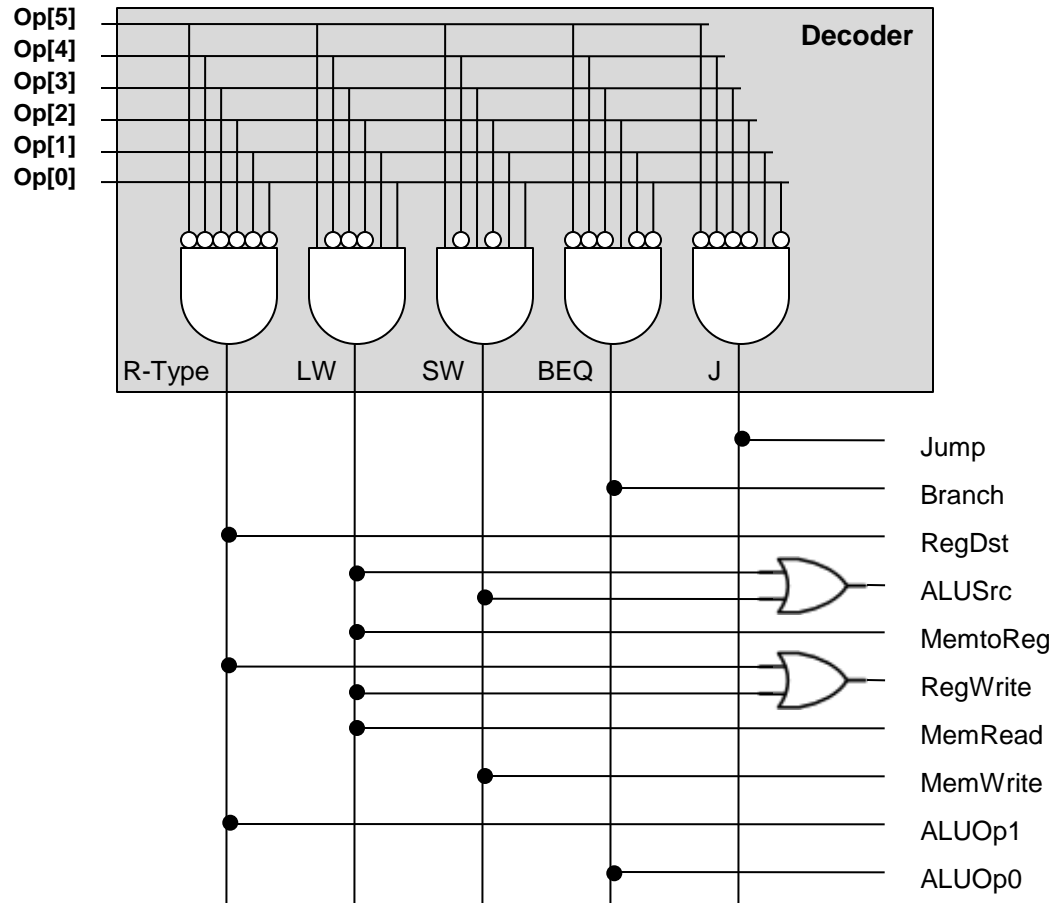 Op[5]
Op[4]
Op[3]
Op[2]
Op[1]
Op[0]
Decoder
R-Type LW SW BEQ J
Jump
Branch
RegDst
ALUSrc
MemtoReg
RegWrite
MemRead
MemWrite
ALUOp1
ALUOp0